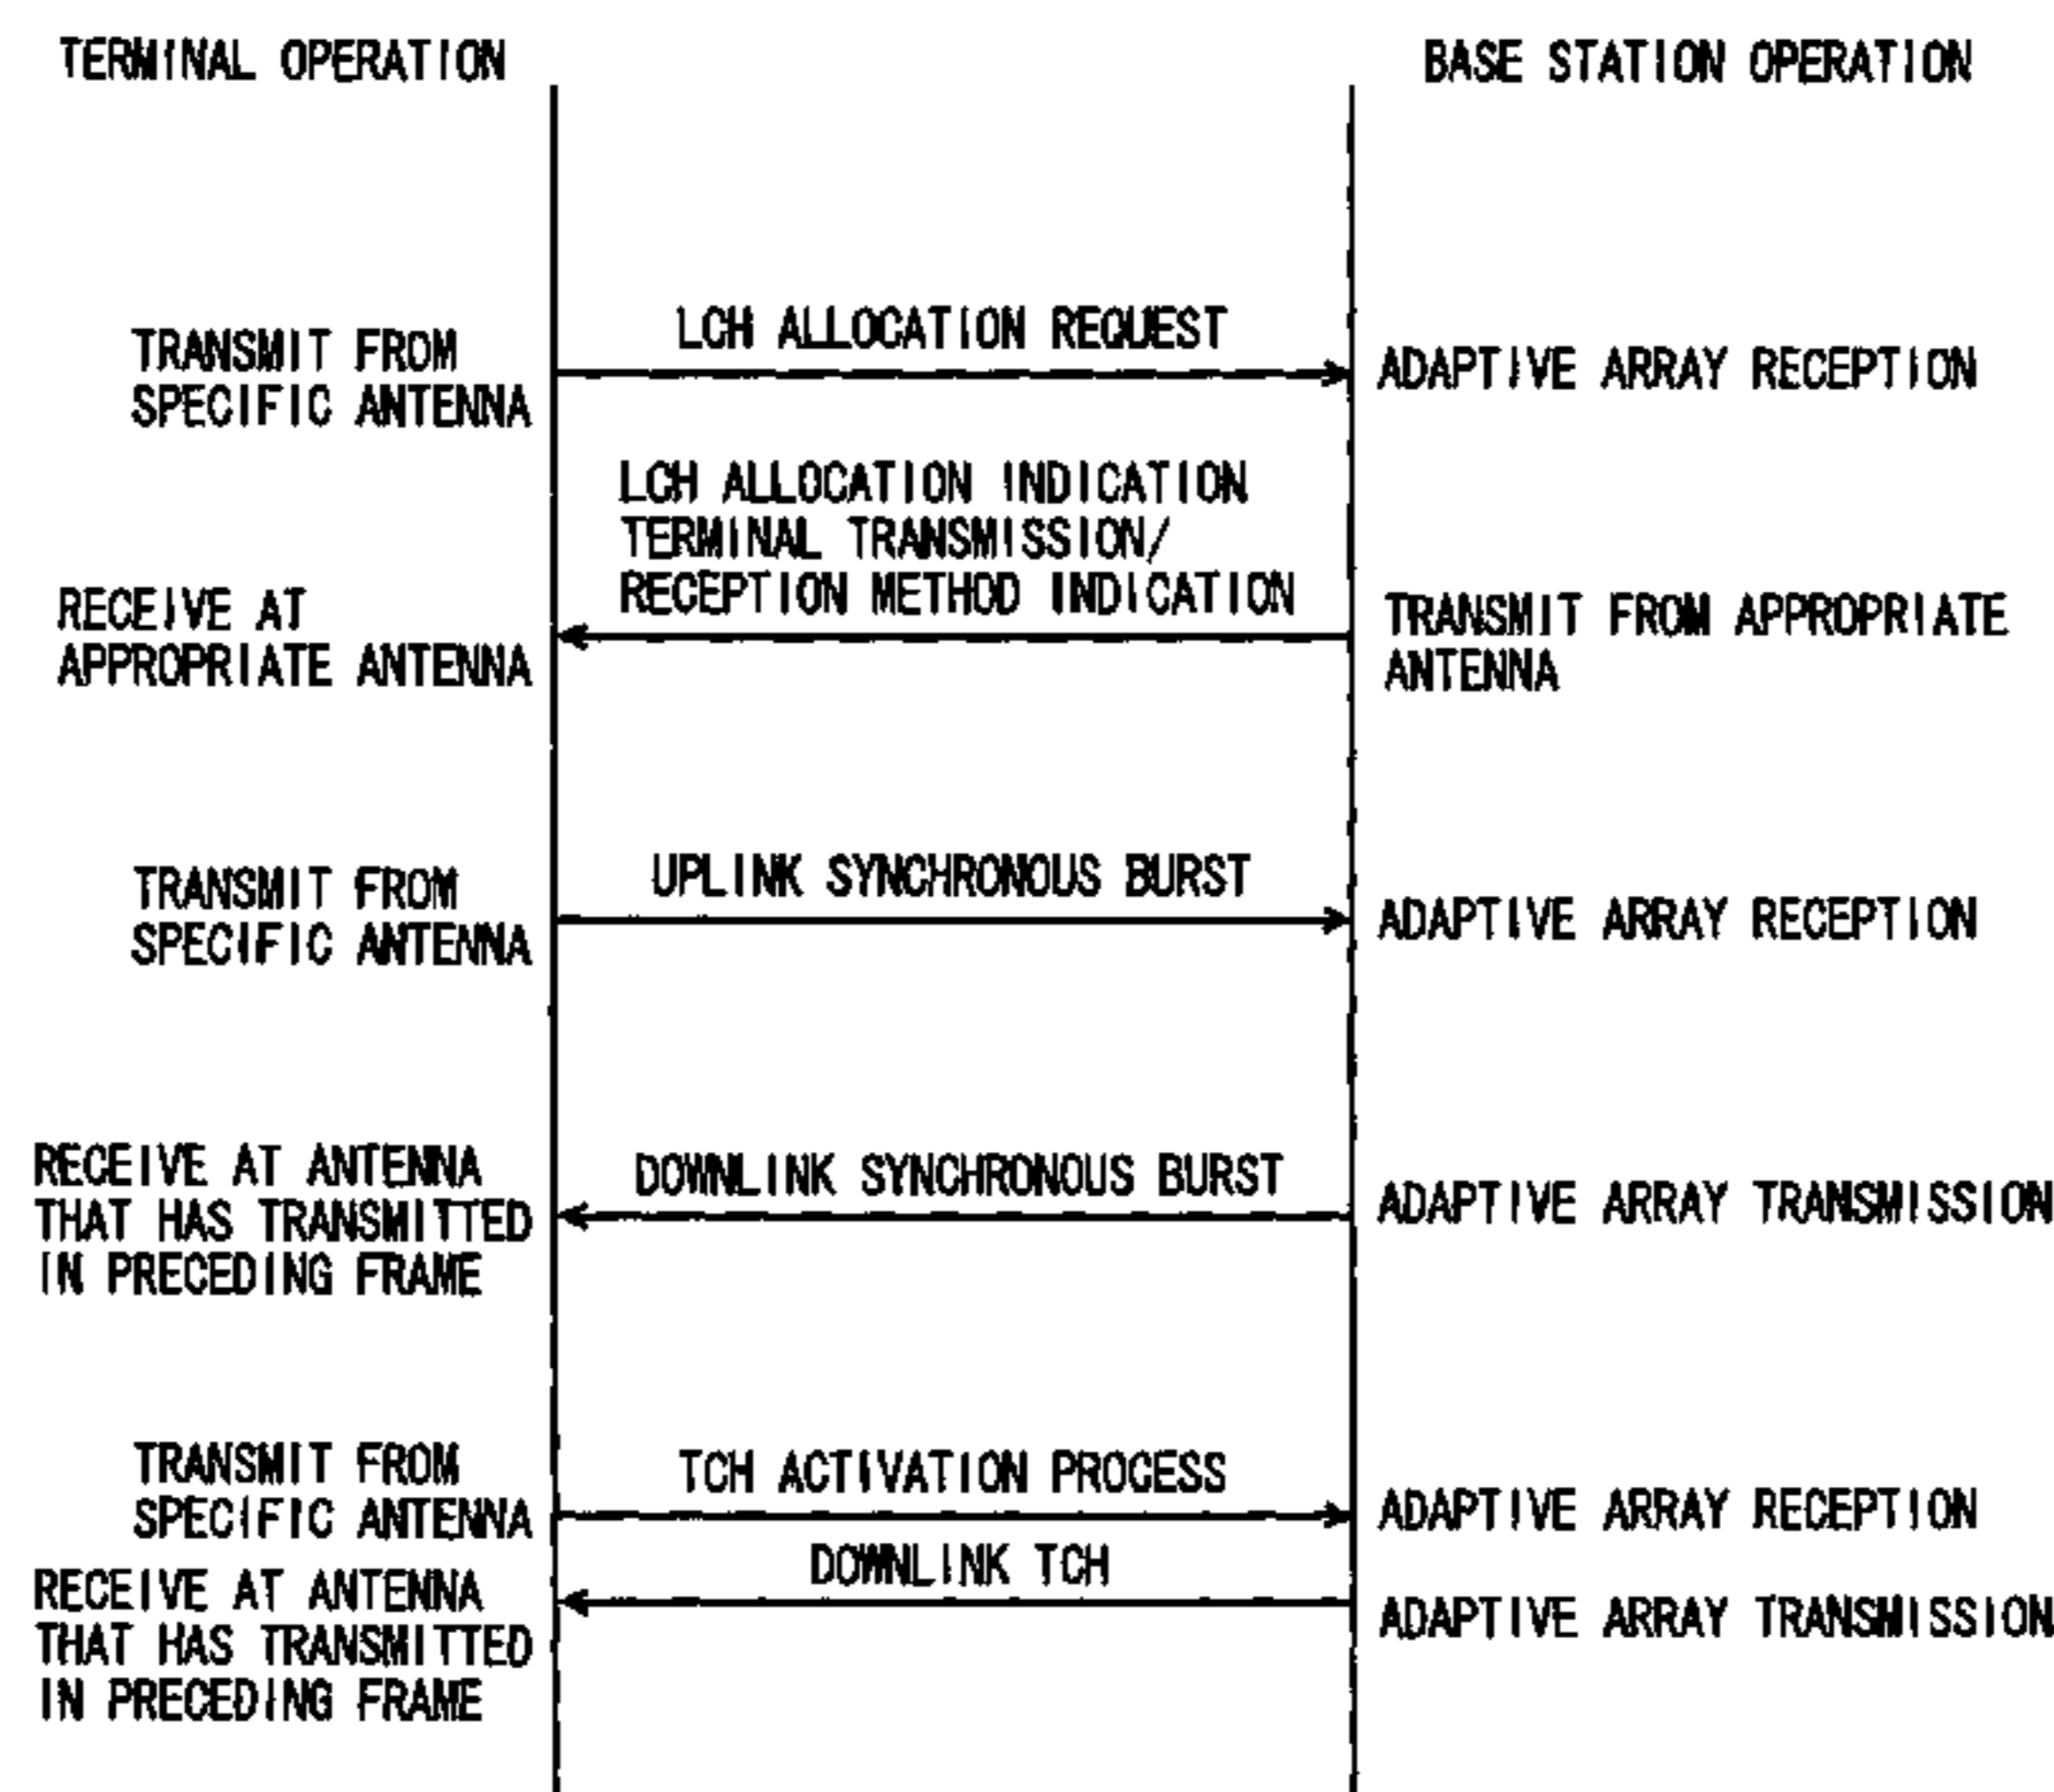 TERMINAL OPERATION
BASE STATION OPERATION
TRANSMIT FROM
SPECIFIC ANTENNA
LCH ALLOCATION REQUEST
ADAPTIVE ARRAY RECEPTION
LCH ALLOCATION INDICATION
TERMINAL TRANSMISSION/
RECEPTION METHOD INDICATION
RECEIVE AT
APPROPRIATE ANTENNA
TRANSMIT FROM APPROPRIATE
ANTENNA
TRANSMIT FROM
SPECIFIC ANTENNA
UPLINK SYNCHRONOUS BURST
ADAPTIVE ARRAY RECEPTION
RECEIVE AT ANTENNA
THAT HAS TRANSMITTED
IN PRECEDING FRAME
DOWNLINK SYNCHRONOUS BURST
ADAPTIVE ARRAY TRANSMISSION
TRANSMIT FROM
SPECIFIC ANTENNA
TCH ACTIVATION PROCESS
ADAPTIVE ARRAY RECEPTION
DOWNLINK TCH
RECEIVE AT ANTENNA
THAT HAS TRANSMITTED
IN PRECEDING FRAME
ADAPTIVE ARRAY TRANSMISSION